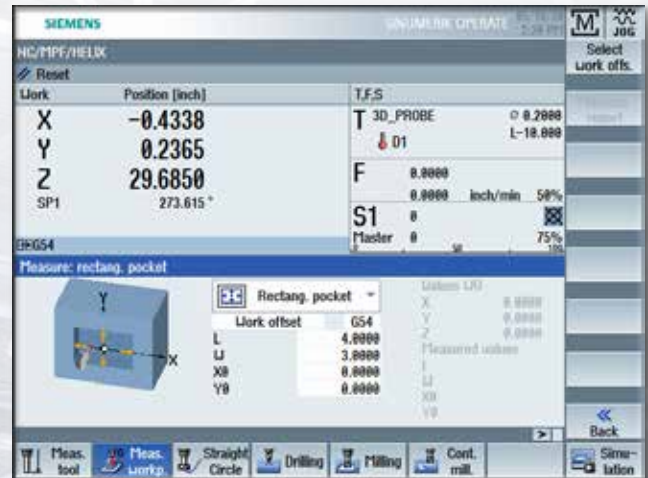 SIEMENS
SINUMERIK OPERATE
M
JOG
NC/MPF/HELIX
Select
work offs.
Reset
Work Position [inch] T,F,S
X -0.4338
Y 0.2365
Z 29.6850
SP1 273.615 °
T 3D_PROBE
D1
F 0.0000
0.0000 inch/min 50%
S1 0
Master 0 75%
0 50 100
G54
Measure: rectang. pocket
Y
X
Rectang. pocket
Work offset G54
L 4.0000
W 3.0000
X0 0.0000
Y0 0.0000
Values WO
X 0.0000
Y 0.0000
Z 0.0000
Measured values
L
W
X0
Y0
Back
Meas.
tool
Meas.
workp.
Straight
Circle
Drilling
Milling
Cont.
mill.
Simu-
lation